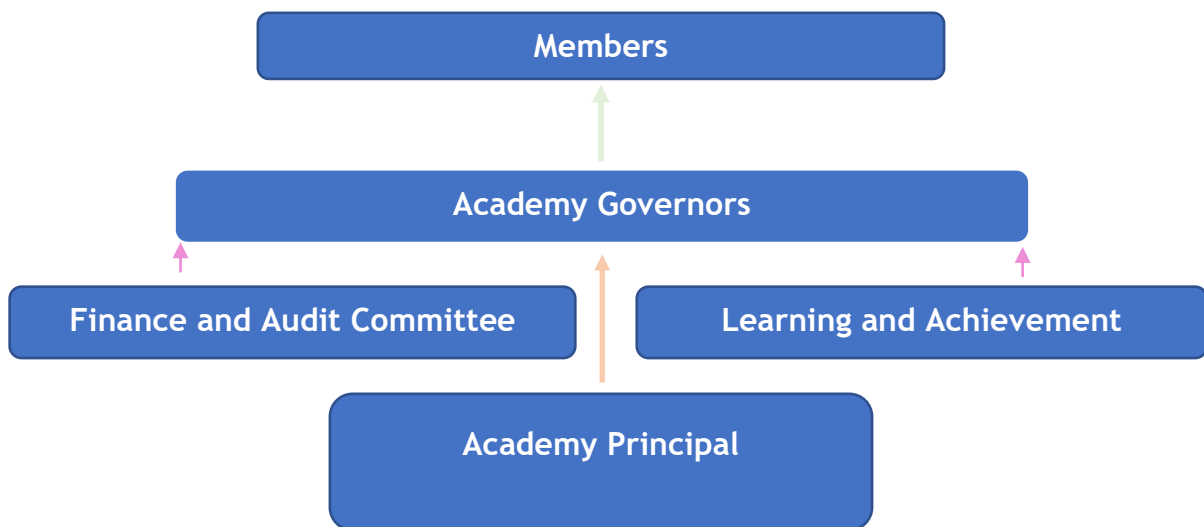 Members
Academy Governors
Finance and Audit Committee
Learning and Achievement
Academy Principal